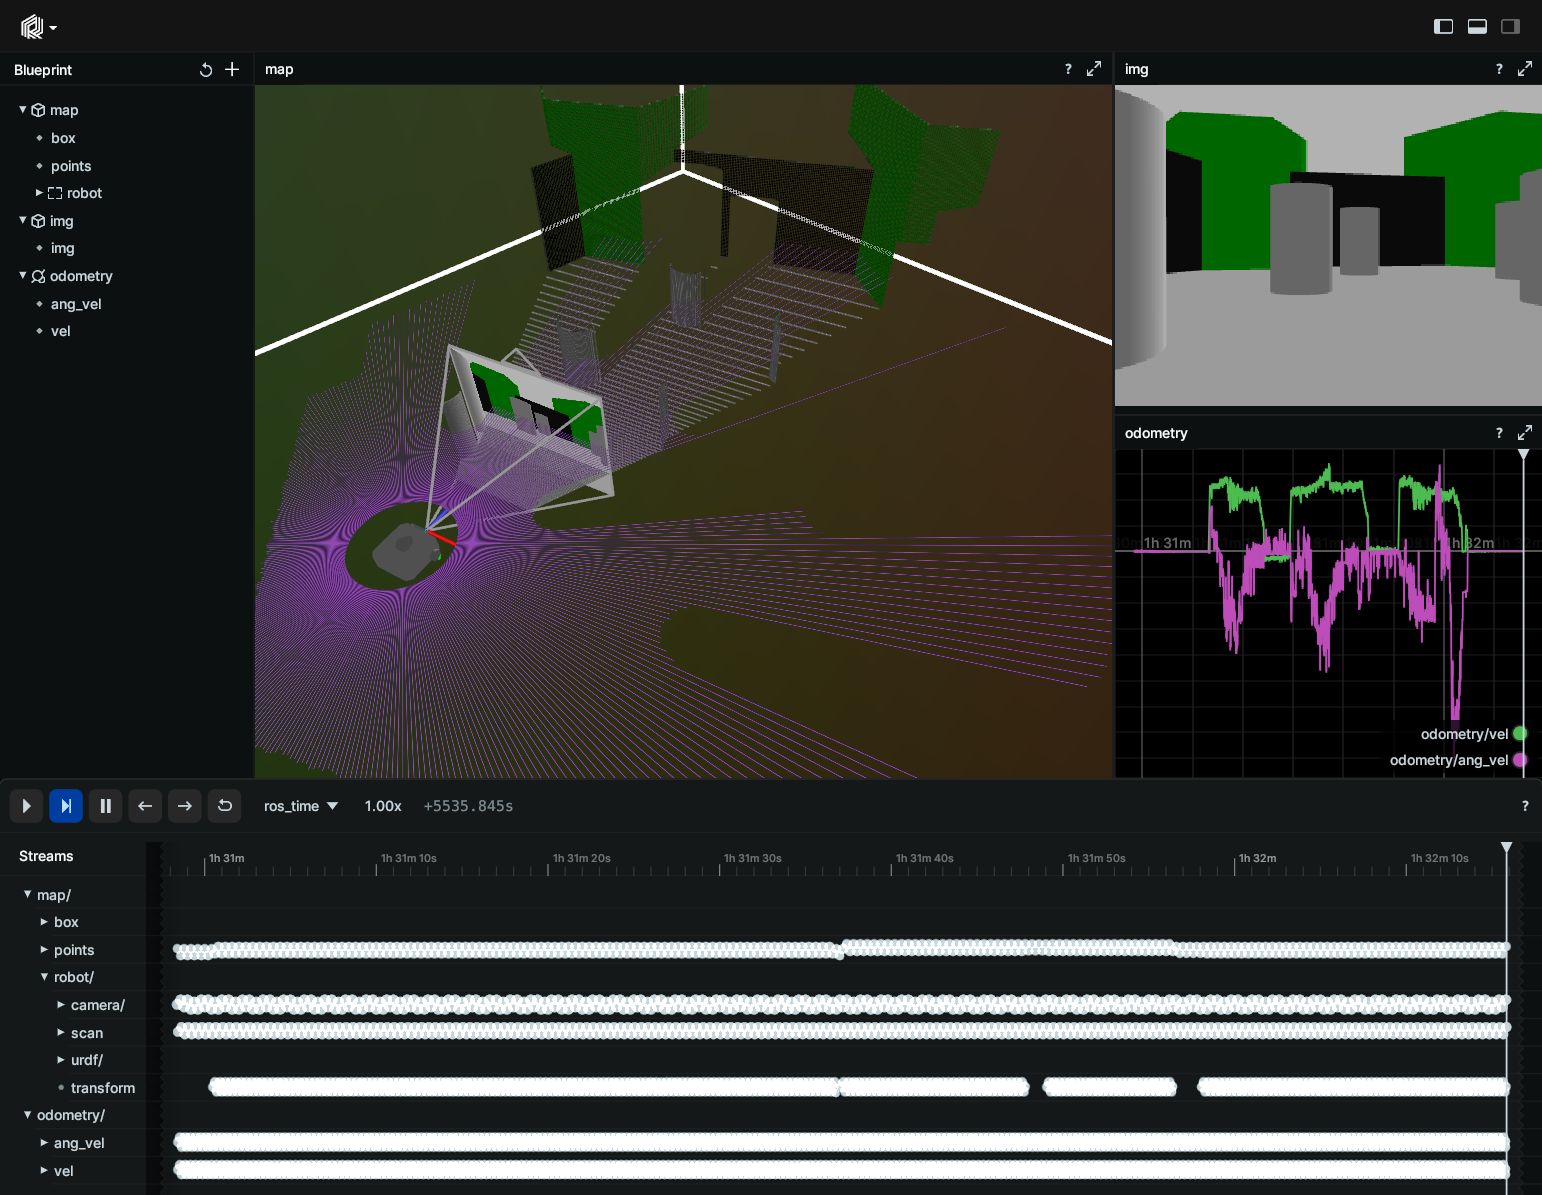 Blueprint
map
box
points
robot
img
img
odometry
ang_vel
vel
map
?
img
?
odometry
?
1h 31m
odometry/vel
odometry/ang_vel
ros_time
1.00x
+5535.845s
?
Streams
1h 31m
1h 31m 10s
1h 31m 20s
1h 31m 30s
1h 31m 40s
1h 31m 50s
1h 32m
1h 32m 10s
map/
box
points
robot/
camera/
scan
urdf/
transform
odometry/
ang_vel
vel